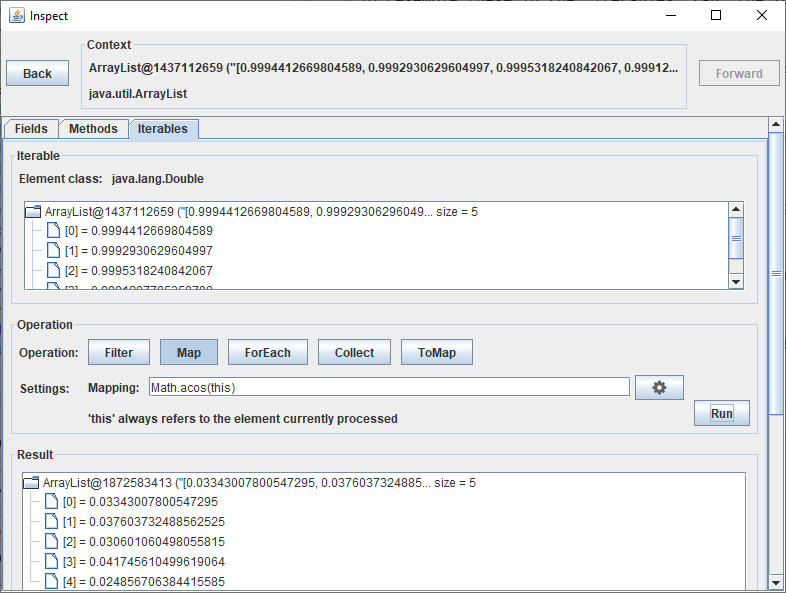 Inspect
Context
Back
ArrayList@1437112659 ("[0.9994412669804589, 0.9992930629604997, 0.9995318240842067, 0.99912...
Forward
java.util.ArrayList
Fields Methods Iterables
Iterable
Element class: java.lang.Double
ArrayList@1437112659 ("[0.9994412669804589, 0.99929306296049... size = 5
[0] = 0.9994412669804589
[1] = 0.9992930629604997
[2] = 0.9995318240842067
Operation
Operation: Filter Map ForEach Collect ToMap
Settings: Mapping: Math.acos(this)
'this' always refers to the element currently processed
Run
Result
ArrayList@1872583413 ("[0.03343007800547295, 0.0376037324885... size = 5
[0] = 0.03343007800547295
[1] = 0.037603732488562525
[2] = 0.030601060498055815
[3] = 0.041745610499619064
[4] = 0.024856706384415585